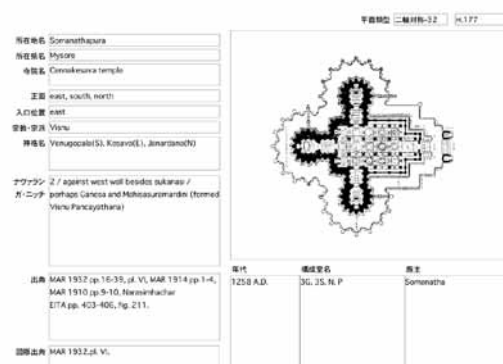 平面類型 二軸対称-32 H.177
所在地名 Somanathapura
所在県名 Mysore
寺院名 Cennakesava temple
正面 east, south, north
入口位置 east
宗教・宗派 Visnu
神格名 Venugopala(S), Kesava(E), Janardana(N)
ナヴァラン
ガ・ニッチ
2 / against west wall besides sukanasi /
perhaps Ganesa and Mahisasuramardini (formed
Visnu Pancayathana)
出典 MAR 1932 pp.16-39, pl. VI, MAR 1914 pp.1-4,
MAR 1910 pp.9-10, Narasimhachar
EITA pp. 403-406, fig. 211.
図版出典 MAR 1932.pl. VI.
年代 構成室名 施主
1258 A.D. 3G, 3S, N, P Somanatha